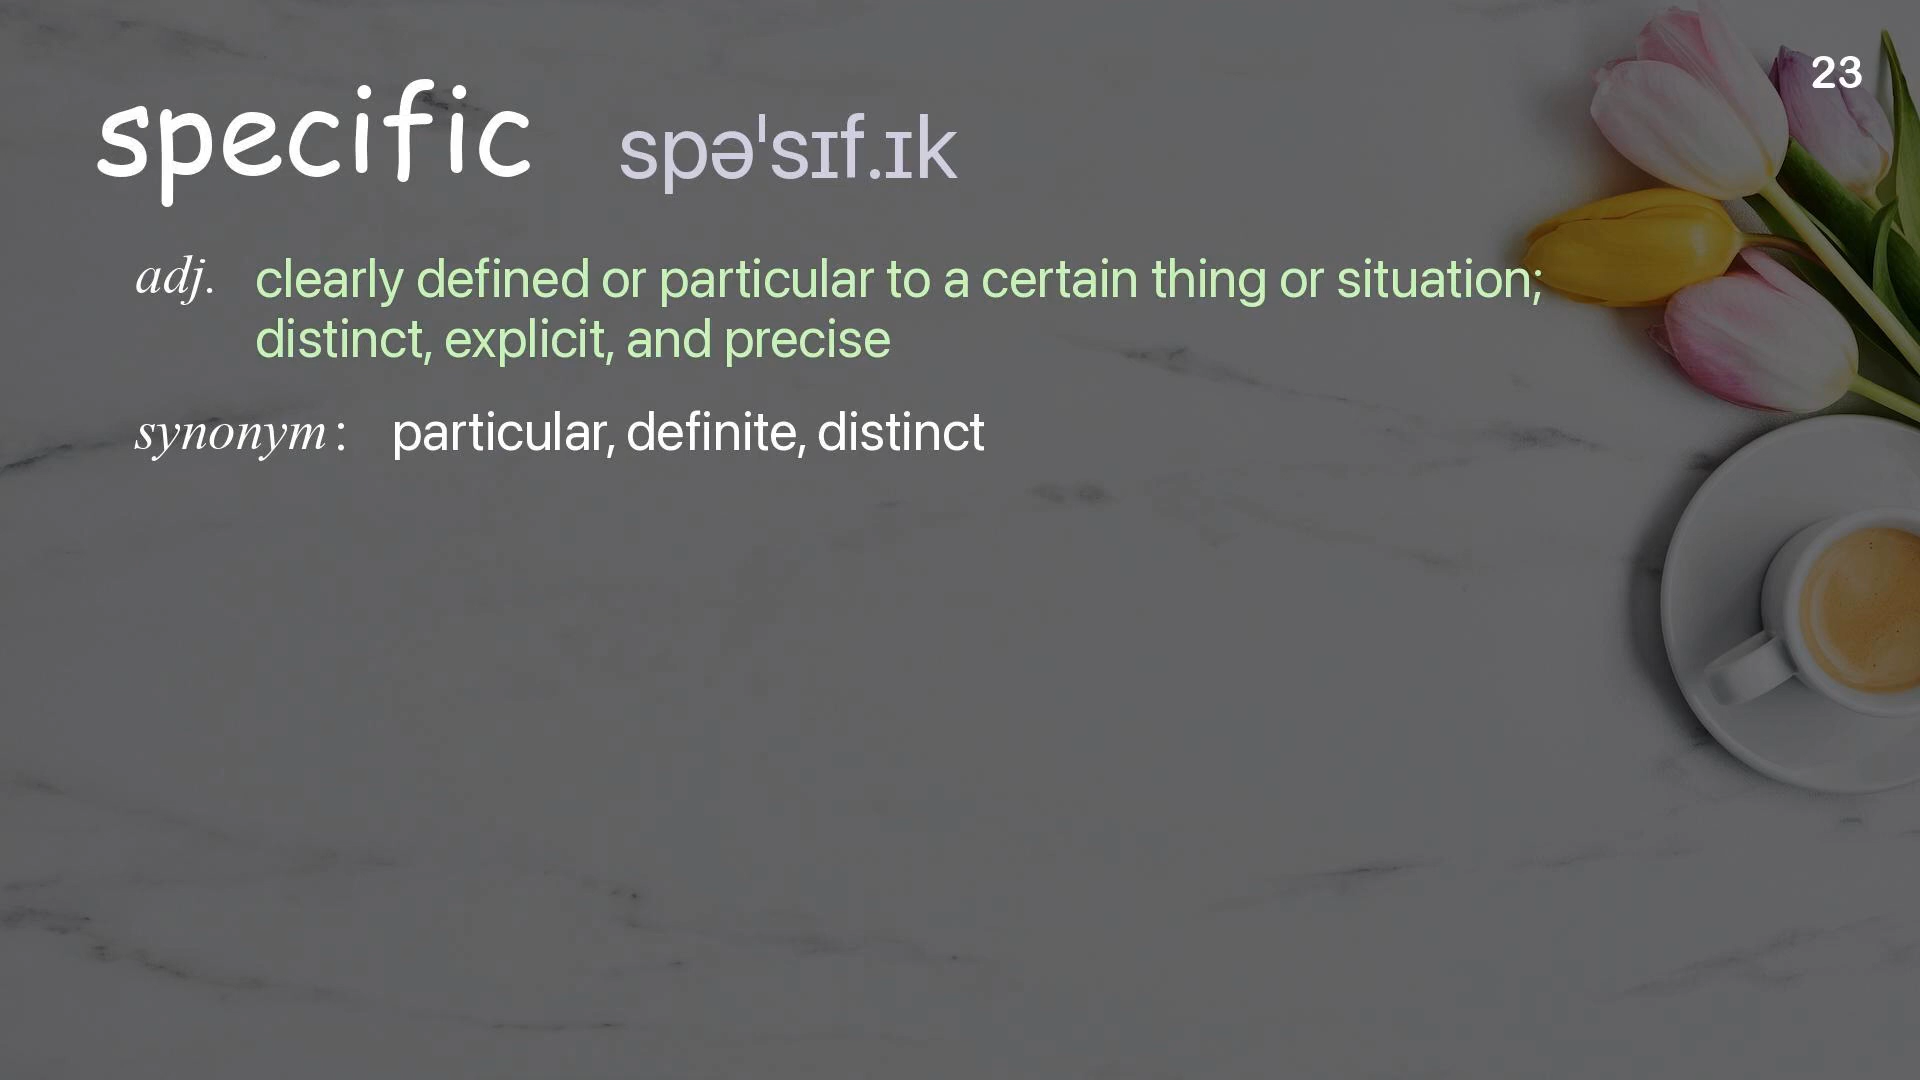 23
specific spəˈsɪf.ɪk
adj. clearly defined or particular to a certain thing or situation;
distinct, explicit, and precise
synonym: particular, definite, distinct